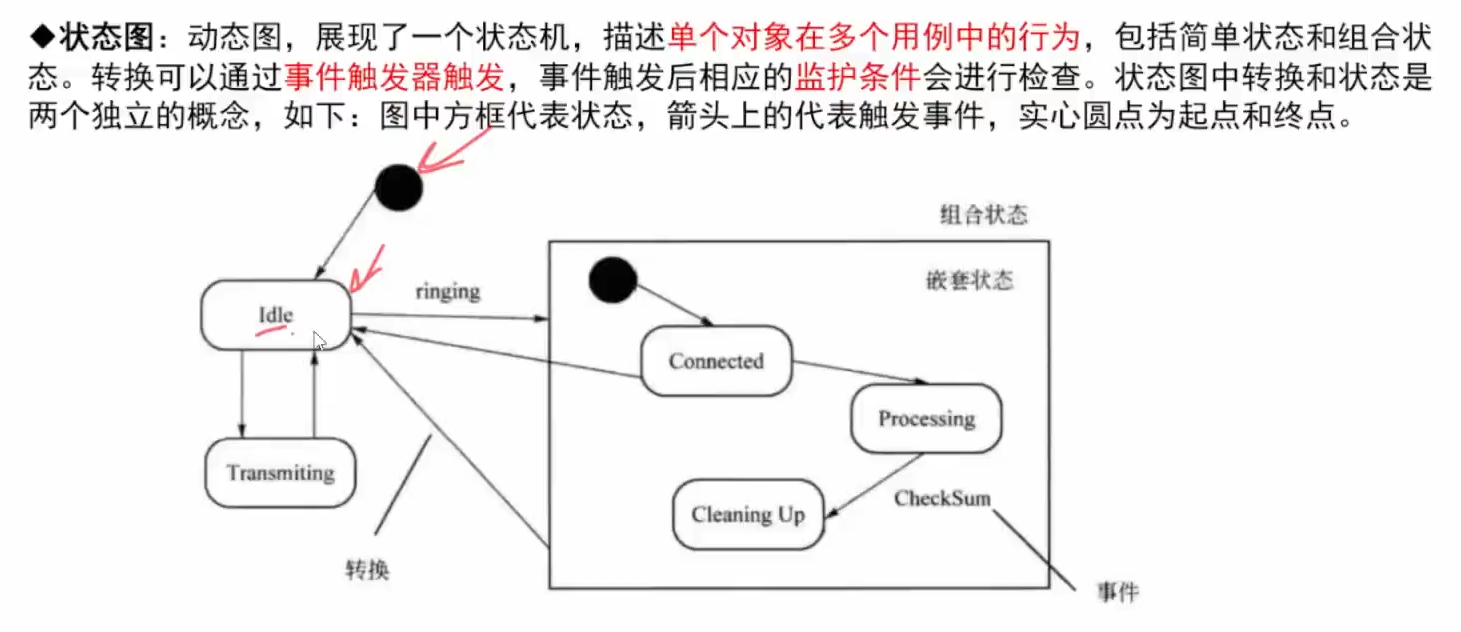 ◆状态图：动态图，展现了一个状态机，描述单个对象在多个用例中的行为，包括简单状态和组合状
态。转换可以通过事件触发器触发，事件触发后相应的监护条件会进行检查。状态图中转换和状态是
两个独立的概念，如下：图中方框代表状态，箭头上的代表触发事件，实心圆点为起点和终点。
组合状态
嵌套状态
ringing
Idle
Connected
Processing
Transmiting
CheckSum
Cleaning Up
转换
事件